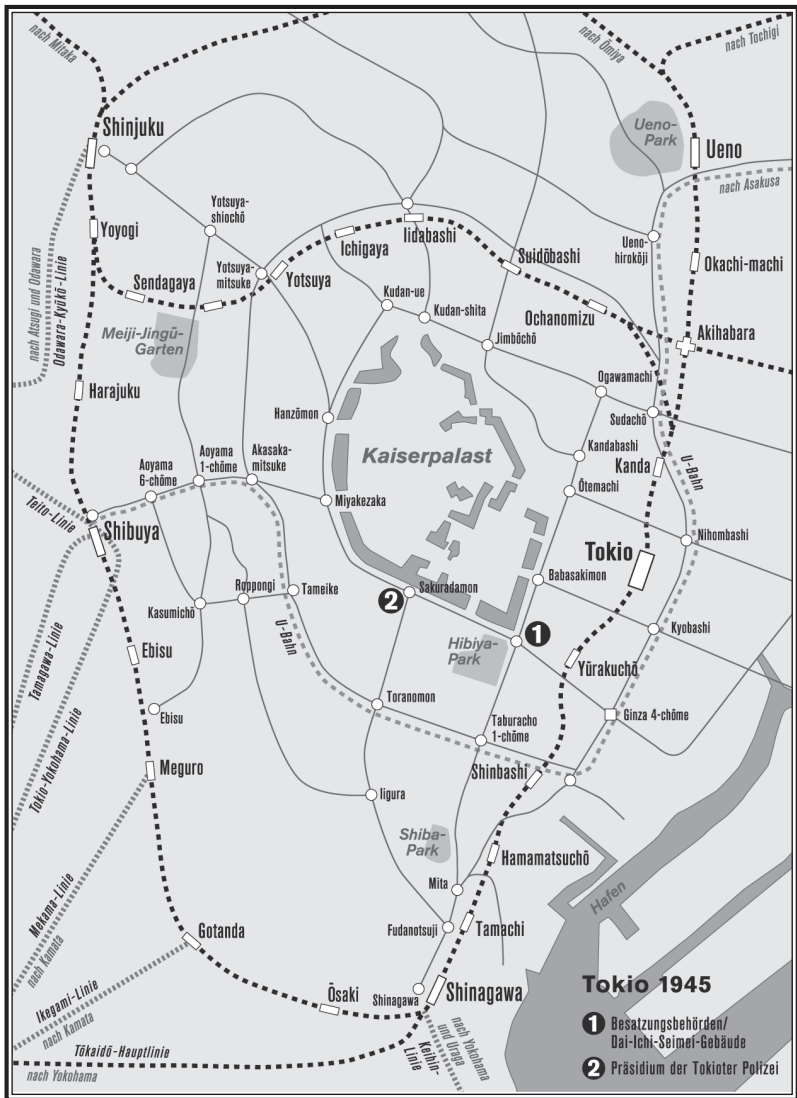 nach Mitaka
nach Ōmiya
nach Tochigi
Shinjuku
Ueno-
Park
Ueno
nach Asakusa
Yotsuya-
shiochō
Yoyogi
Ichigaya
Iidabashi
Ueno-
hirokōji
Suidōbashi
Okachi-machi
Yotsuya-
mitsuke
Yotsuya
Sendagaya
Kudan-ue
Kudan-shita
Ochanomizu
nach Atsugi und Odawara
Odawara-Kyūkō-Linie
Meiji-Jingū-
Garten
Jimbōchō
Akihabara
Harajuku
Ogawamachi
Hanzōmon
Sudachō
Kaiserpalast
Kandabashi
Kanda
U-Bahn
Aoyama
6-chōme
Aoyama
1-chōme
Akasaka-
mitsuke
Ōtemachi
Miyakezaka
Teito-Linie
Shibuya
Nihombashi
Tokio
Babasakimon
Roppongi
Tameike
Sakuradamon
2
Kasumichō
1
Kyobashi
U-Bahn
Hibiya-
Park
Tamagawa-Linie
Ebisu
Yūrakuchō
Ebisu
Toranomon
Ginza 4-chōme
Taburacho
1-chōme
Tokio-Yokohama-Linie
Meguro
Shinbashi
Iigura
Shiba-
Park
Hamamatsuchō
Mita
Hafen
Mekama-Linie
nach Kamata
Gotanda
Fudanotsuji
Tamachi
Ikegami-Linie
nach Kamata
Ōsaki
Shinagawa
Shinagawa
Tokio 1945
1 Besatzungsbehörden/
Dai-Ichi-Seimei-Gebäude
2 Präsidium der Tokioter Polizei
Tōkaidō-Hauptlinie
nach Yokohama
Keihin-
Linie
nach Yokohama
und Uraga